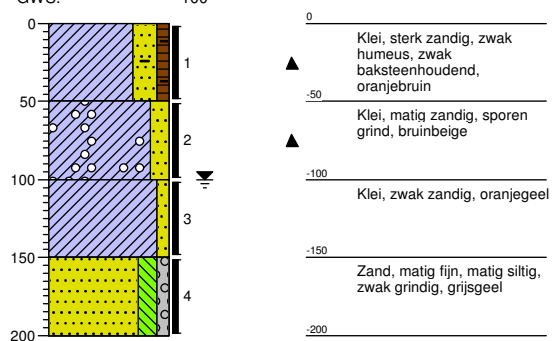 0
50
100
150
200
1
2
3
4
0
Klei, sterk zandig, zwak
humeus, zwak
baksteenhoudend,
oranjebruin
-50
Klei, matig zandig, sporen
grind, bruinbeige
-100
Klei, zwak zandig, oranjegeel
-150
Zand, matig fijn, matig siltig,
zwak grindig, grijsgeel
-200